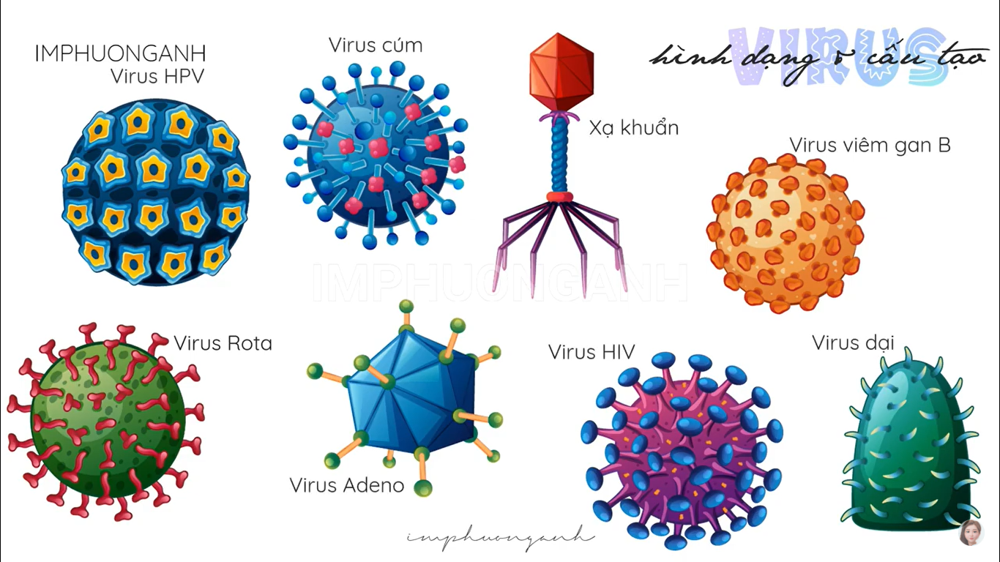 IMPHUONGANH
Virus HPV
Virus cúm
Xạ khuẩn
VIRUS
hình dạng & cấu tạo
Virus viêm gan B
IMPHUONGANH
Virus Rota
Virus Adeno
Virus HIV
Virus dại
imphuonganh